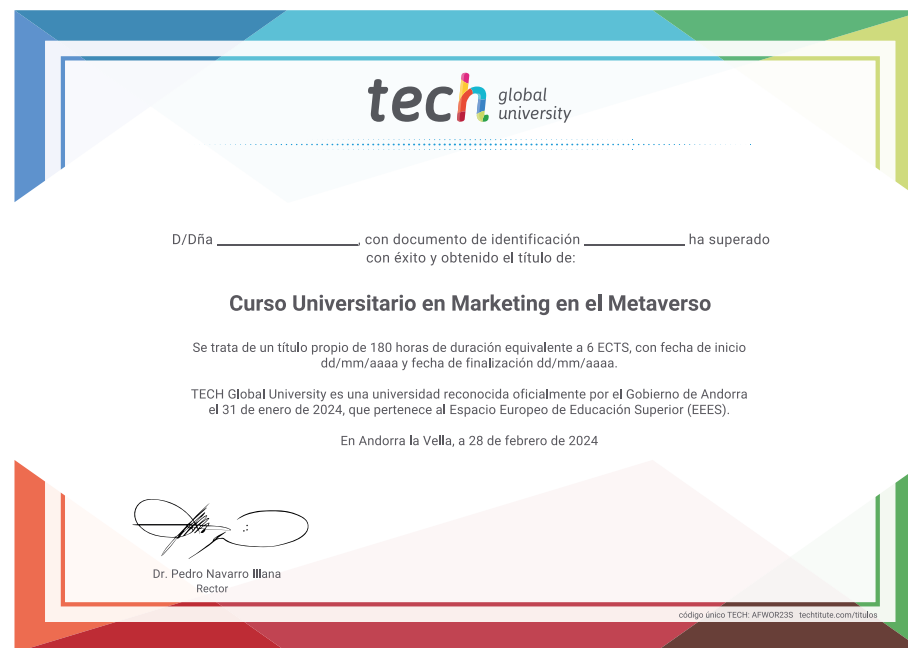 tech global university
D/Dña ______________, con documento de identificación __________ ha superado
con éxito y obtenido el título de:
Curso Universitario en Marketing en el Metaverso
Se trata de un título propio de 180 horas de duración equivalente a 6 ECTS, con fecha de inicio
dd/mm/aaaa y fecha de finalización dd/mm/aaaa.
TECH Global University es una universidad reconocida oficialmente por el Gobierno de Andorra
el 31 de enero de 2024, que pertenece al Espacio Europeo de Educación Superior (EEES).
En Andorra la Vella, a 28 de febrero de 2024
Dr. Pedro Navarro Illana
Rector
código único TECH: AFWOR23S techtitute.com/titulos